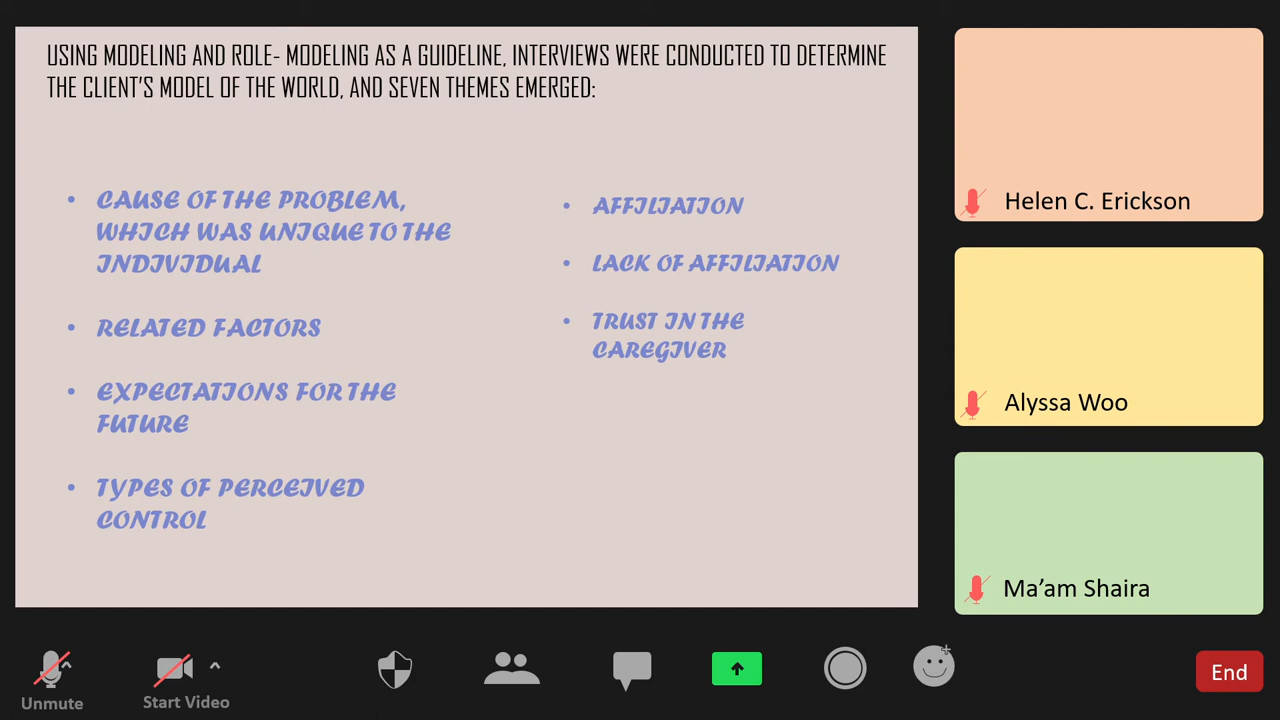 USING MODELING AND ROLE- MODELING AS A GUIDELINE, INTERVIEWS WERE CONDUCTED TO DETERMINE
THE CLIENT'S MODEL OF THE WORLD, AND SEVEN THEMES EMERGED:
• CAUSE OF THE PROBLEM,
WHICH WAS UNIQUE TO THE
INDIVIDUAL
• RELATED FACTORS
• EXPECTATIONS FOR THE
FUTURE
• TYPES OF PERCEIVED
CONTROL
• AFFILIATION
• LACK OF AFFILIATION
• TRUST IN THE
CAREGIVER
Helen C. Erickson
Alyssa Woo
Ma’am Shaira
Unmute
Start Video
End